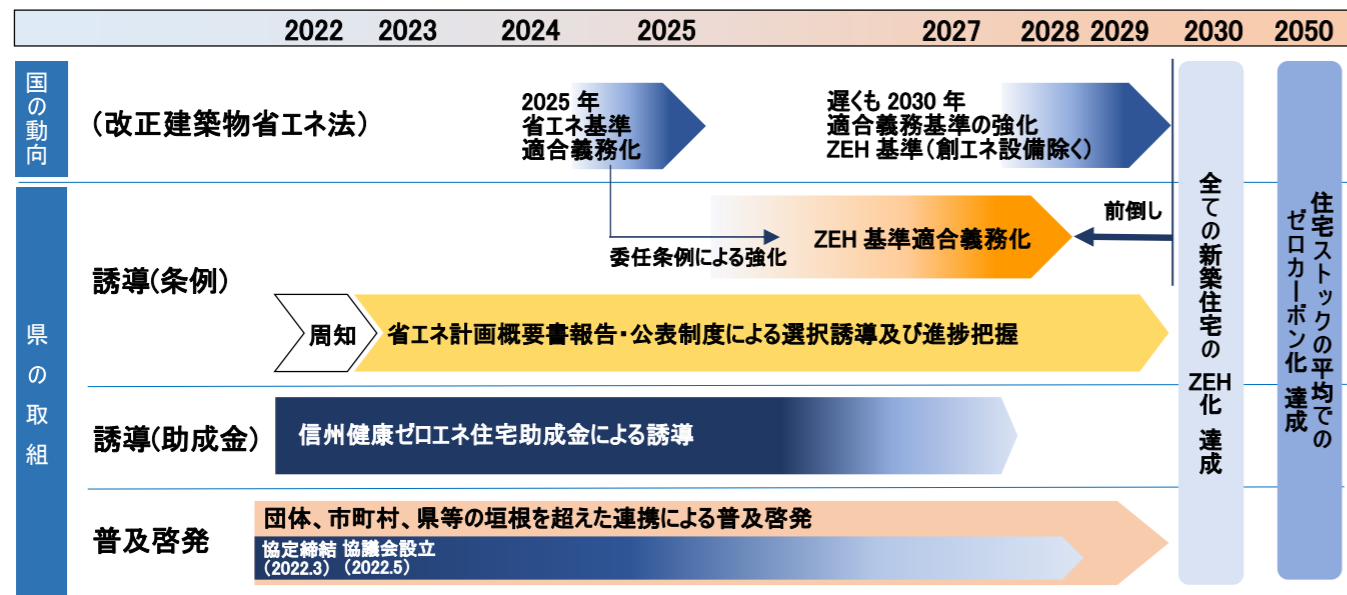 2022 2023 2024 2025 2027 2028 2029 2030 2050
国の動向
(改正建築物省エネ法)
2025 年
省エネ基準
適合義務化
遅くも 2030 年
適合義務基準の強化
ZEH 基準(創エネ設備除く)
県の取組
誘導(条例)
委任条例による強化
ZEH 基準適合義務化
前倒し
周知
省エネ計画概要書報告・公表制度による選択誘導及び進捗把握
誘導(助成金)
信州健康ゼロエネ住宅助成金による誘導
普及啓発
団体、市町村、県等の垣根を超えた連携による普及啓発
協定締結 協議会設立
(2022.3) (2022.5)
全ての新築住宅の ZEH 化 達成
住宅ストックの平均での
ゼロカーボン化 達成